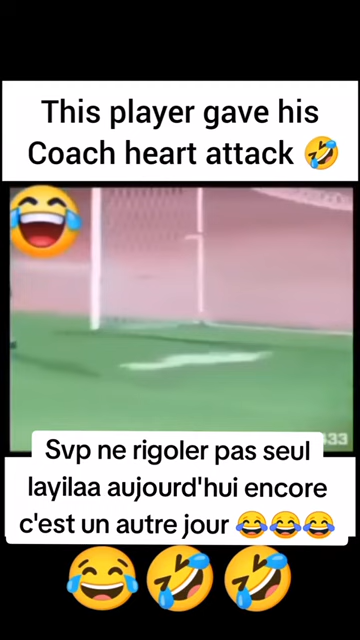 This player gave his
Coach heart attack 🤣
33
Svp ne rigoler pas seul
layilaa aujourd'hui encore
c'est un autre jour 😂😂😂
😂🤣🤣